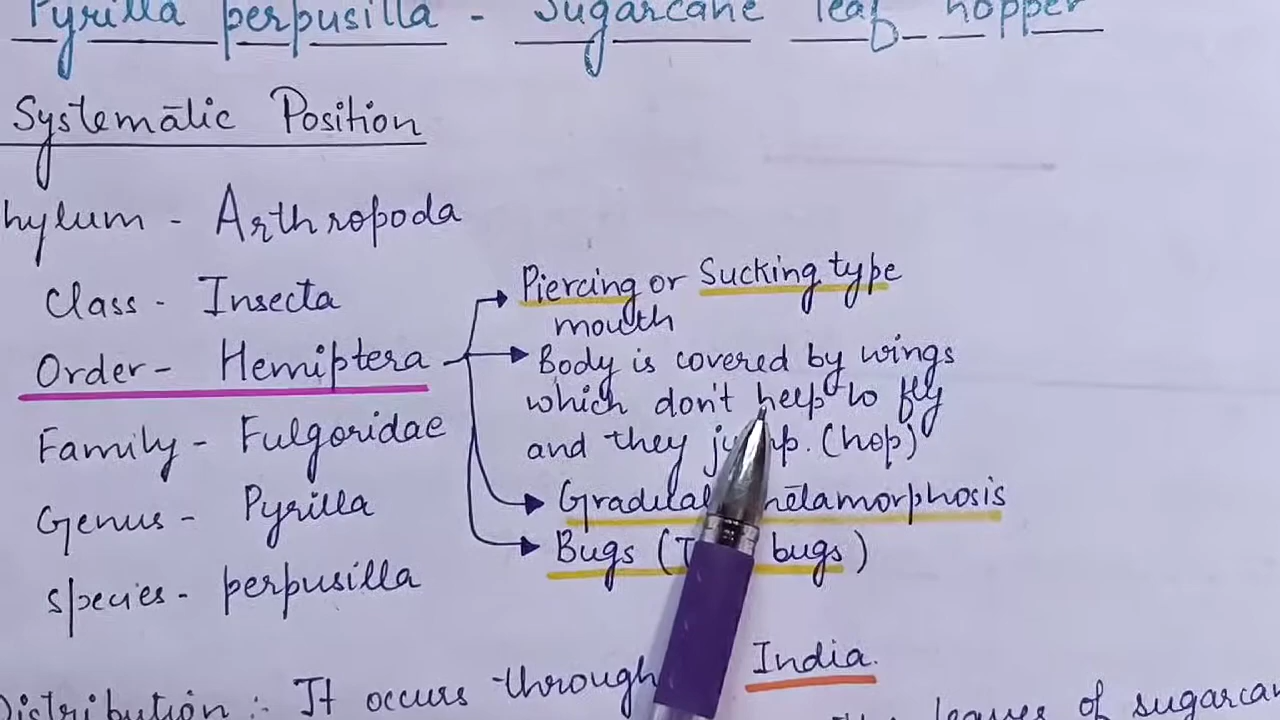 Pyrilla perpusilla - Sugarcane leaf hopper
Systematic Position
hylum - Arthropoda
Class - Insecta
Order - Hemiptera
Piercing or Sucking type
mouth
Body is covered by wings
which don't help to fly
and they jump. (hop)
Gradual metamorphosis
Bugs ( bugs)
Family - Fulgoridae
Genus - Pyrilla
species - perpusilla
Distribution :- It occurs through India.
leaves of sugarcan